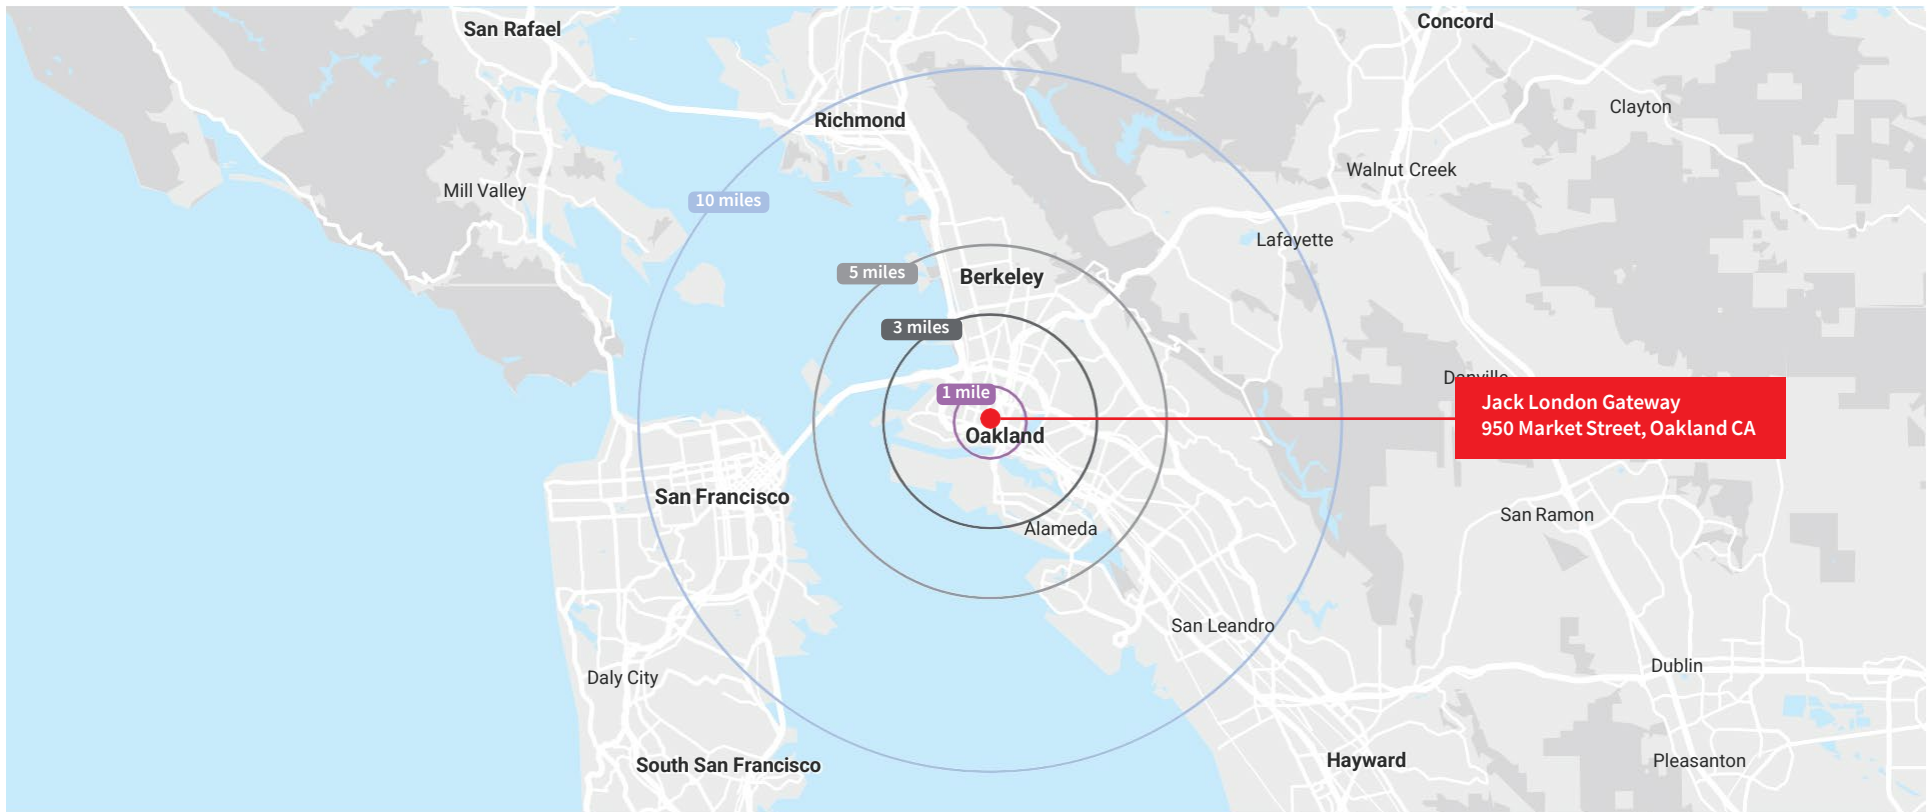 San Rafael
Concord
Clayton
Richmond
Walnut Creek
Mill Valley
10 miles
Lafayette
5 miles
Berkeley
3 miles
Danville
1 mile
Jack London Gateway
950 Market Street, Oakland CA
Oakland
San Francisco
San Ramon
Alameda
San Leandro
Dublin
Daly City
South San Francisco
Hayward
Pleasanton